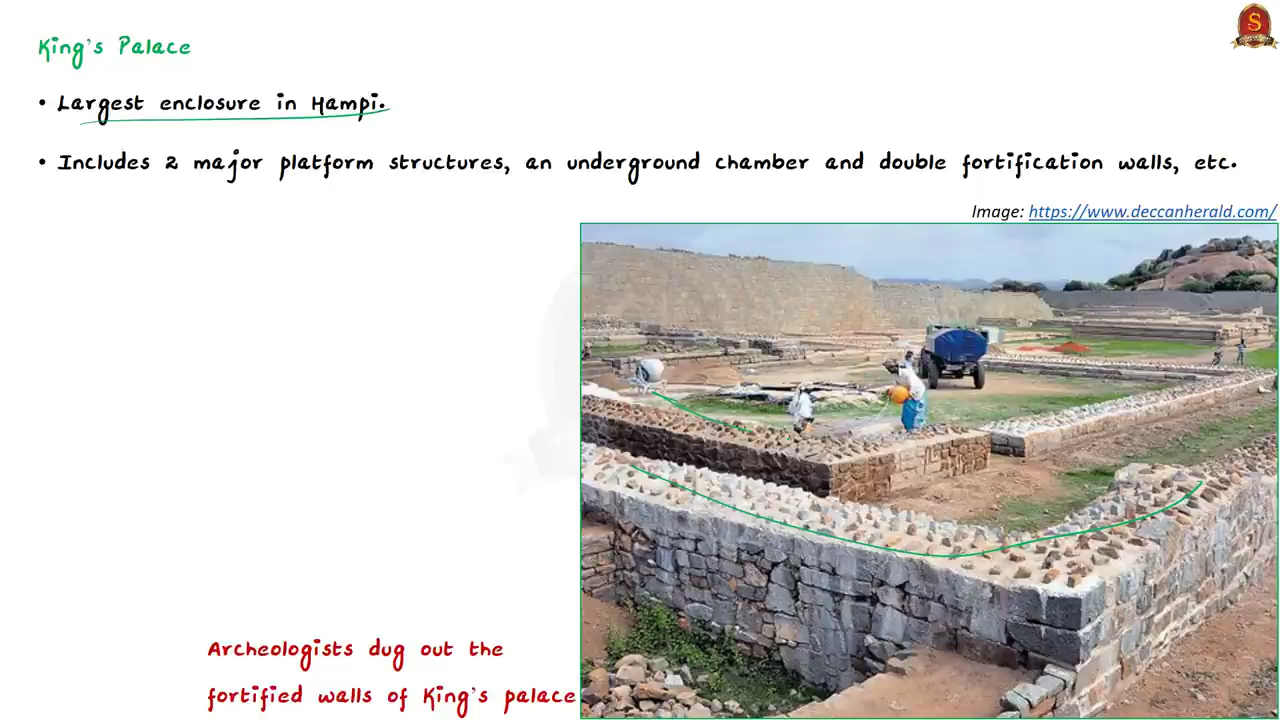 King's Palace
• Largest enclosure in Hampi.
• Includes 2 major platform structures, an underground chamber and double fortification walls, etc.
Image: https://www.deccanherald.com/
Archeologists dug out the
fortified walls of King's palace